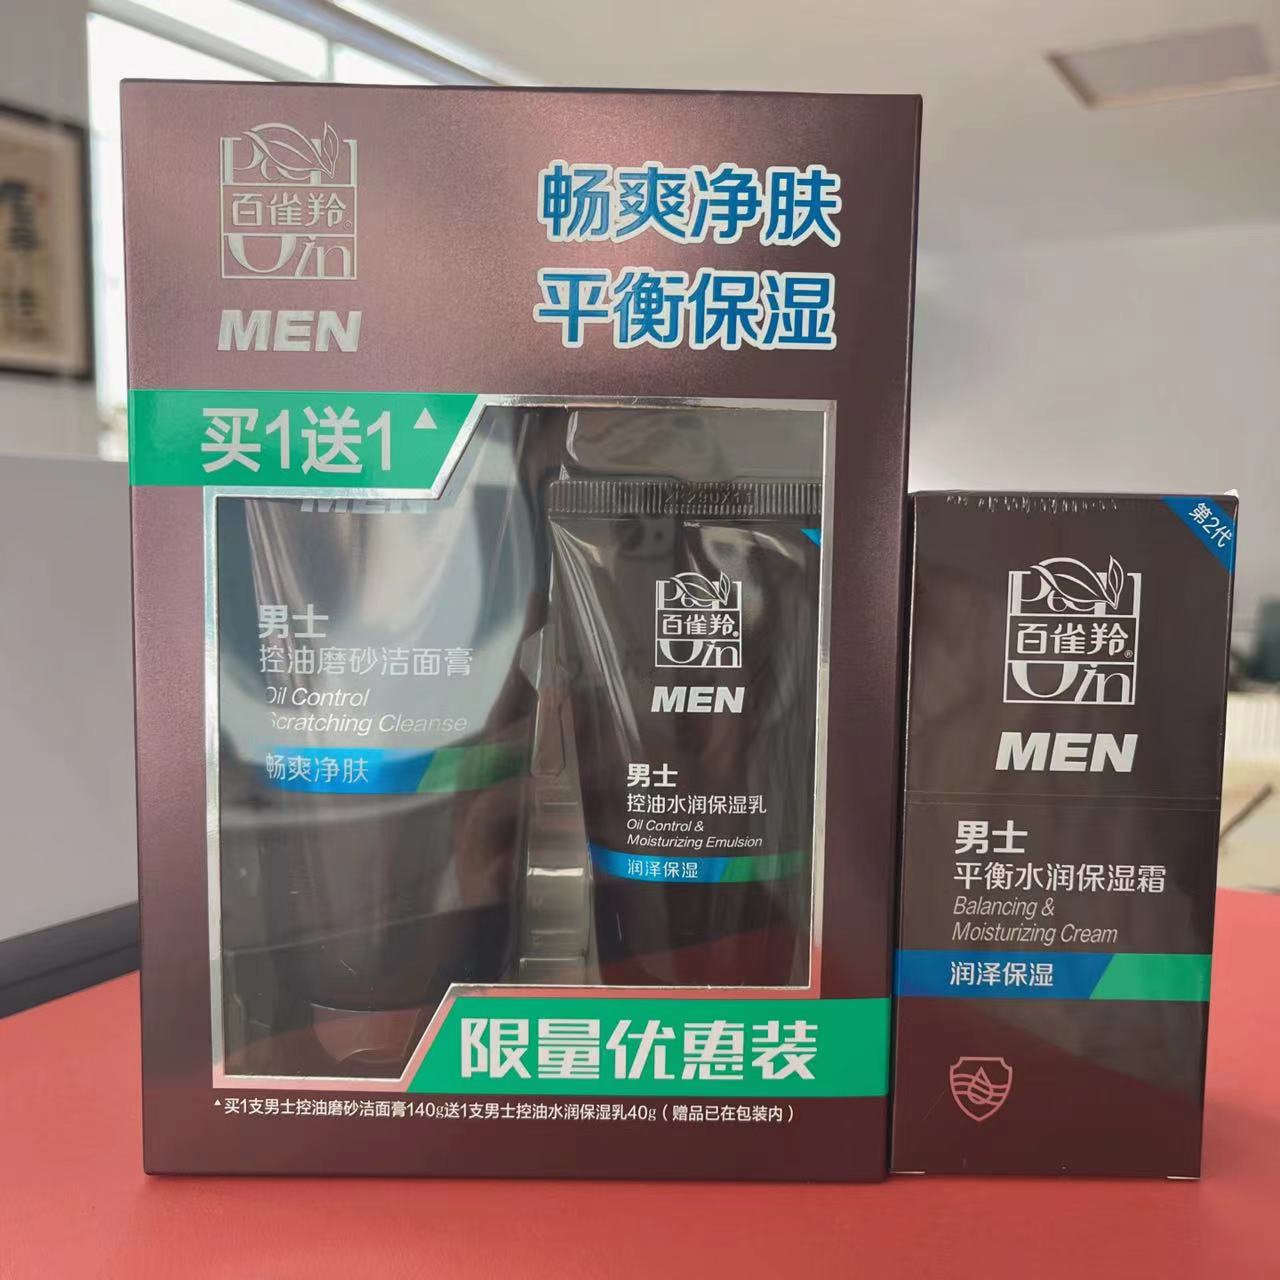 百雀羚
MEN
畅爽净肤
平衡保湿
买1送1▲
MEN
男士
控油磨砂洁面膏
Oil Control
Scratching Cleanse
畅爽净肤
百雀羚®
MEN
男士
控油水润保湿乳
Oil Control &
Moisturizing Emulsion
润泽保湿
限量优惠装
▲买1支男士控油磨砂洁面膏140g送1支男士控油水润保湿乳40g（赠品已在包装内）
第2代
百雀羚®
MEN
男士
平衡水润保湿霜
Balancing &
Moisturizing Cream
润泽保湿